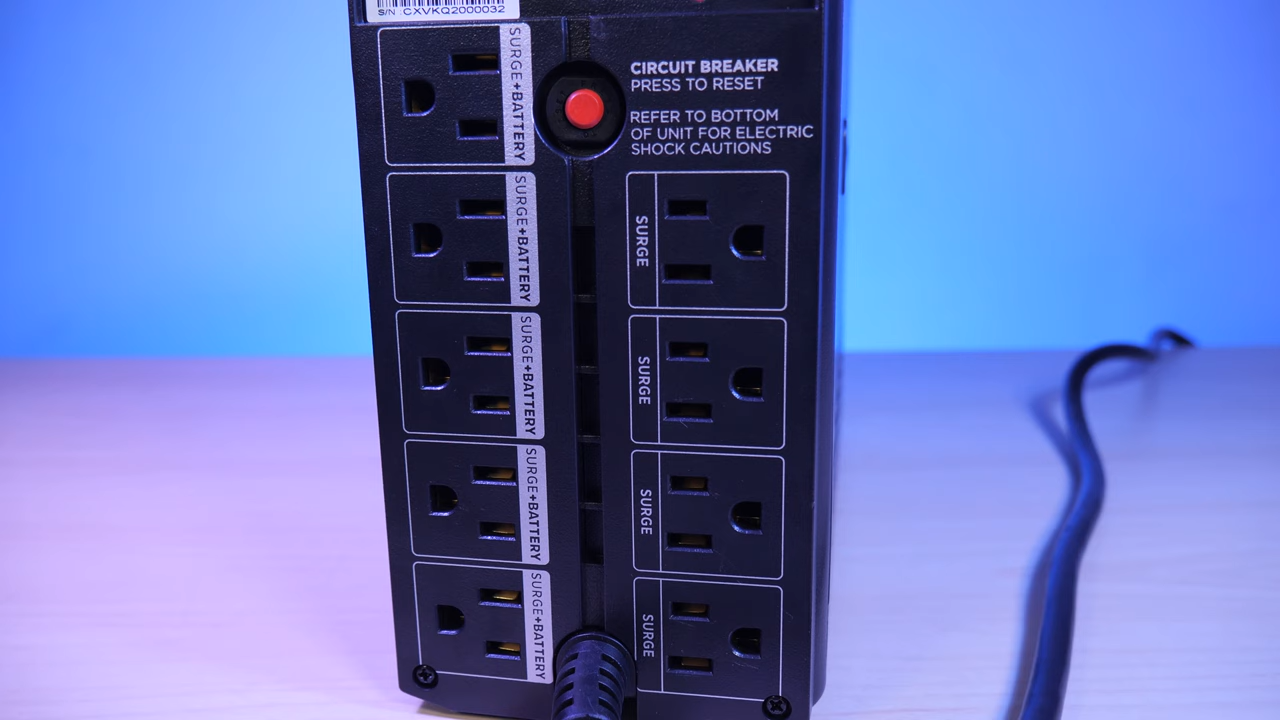 S/N : CXVKQ2000032
SURGE+BATTERY
CIRCUIT BREAKER
PRESS TO RESET
REFER TO BOTTOM
OF UNIT FOR ELECTRIC
SHOCK CAUTIONS
SURGE+BATTERY
SURGE
SURGE+BATTERY
SURGE
SURGE+BATTERY
SURGE
SURGE+BATTERY
SURGE